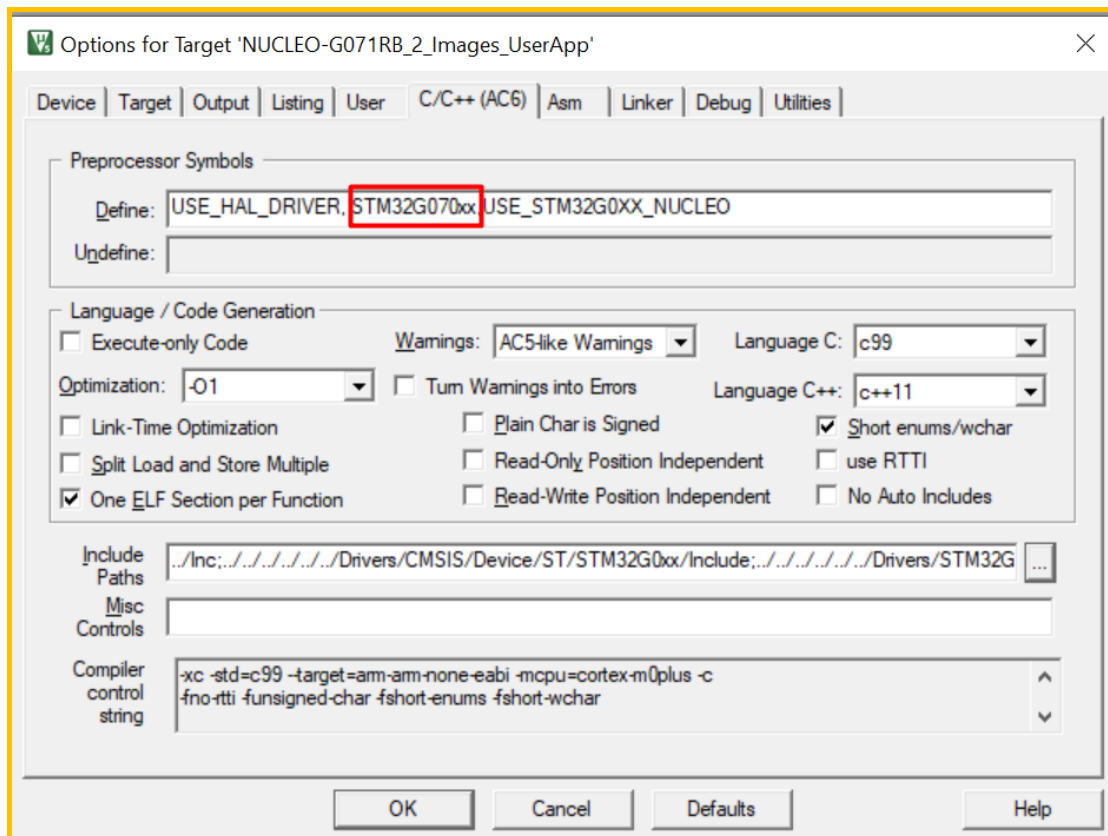 Options for Target 'NUCLEO-G071RB_2_Images_UserApp'
Device Target Output Listing User C/C++ (AC6) Asm Linker Debug Utilities
Preprocessor Symbols
Define: USE_HAL_DRIVER, STM32G070xx,USE_STM32G0XX_NUCLEO
Undefine:
Language / Code Generation
Execute-only Code Warnings: AC5-like Warnings Language C: c99
Optimization: -O1 Turn Warnings into Errors Language C++: c++11
Link-Time Optimization Plain Char is Signed Short enums/wchar
Split Load and Store Multiple Read-Only Position Independent use RTTI
One ELF Section per Function Read-Write Position Independent No Auto Includes
Include Paths ../Inc;../../../../../../Drivers/CMSIS/Device/ST/STM32G0xx/Include;../../../../../../Drivers/STM32G ...
Misc Controls
Compiler control string
-xc -std=c99 --target=arm-arm-none-eabi -mcpu=cortex-m0plus -c
-fno-rtti -funsigned-char -fshort-enums -fshort-wchar
OK Cancel Defaults Help